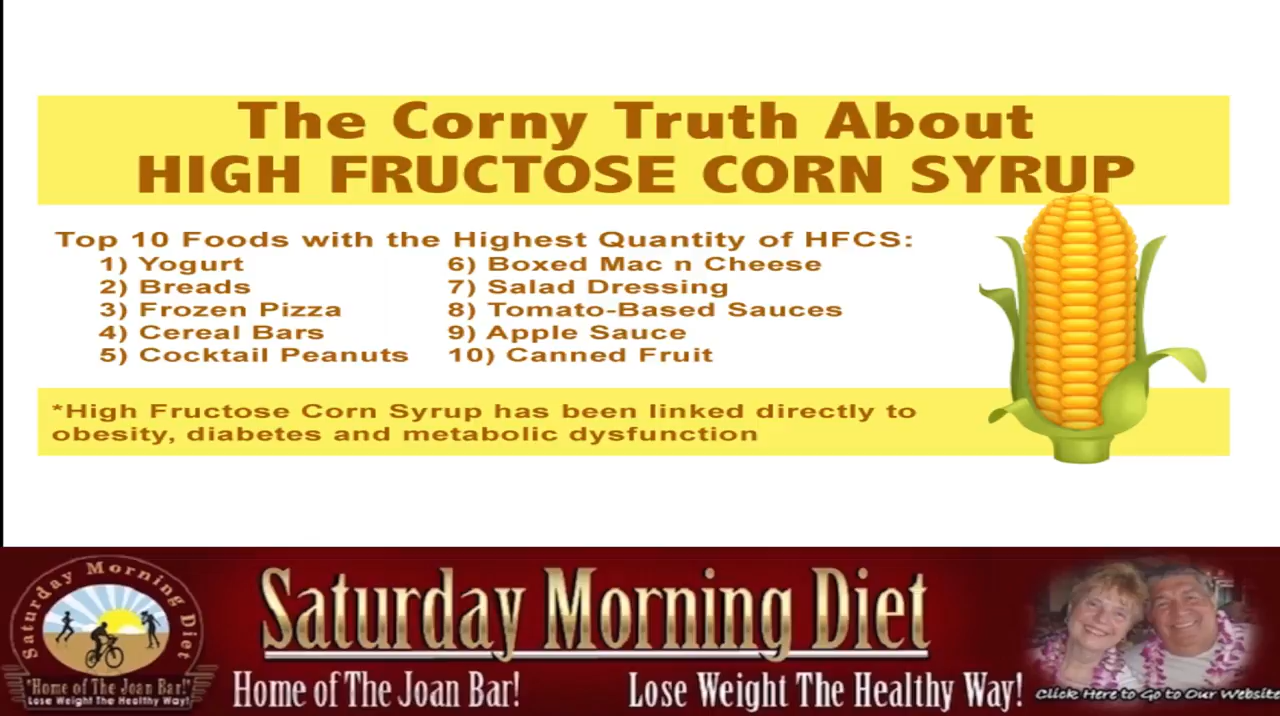 The Corny Truth About
HIGH FRUCTOSE CORN SYRUP
Top 10 Foods with the Highest Quantity of HFCS:
1) Yogurt
2) Breads
3) Frozen Pizza
4) Cereal Bars
5) Cocktail Peanuts
6) Boxed Mac n Cheese
7) Salad Dressing
8) Tomato-Based Sauces
9) Apple Sauce
10) Canned Fruit
*High Fructose Corn Syrup has been linked directly to
obesity, diabetes and metabolic dysfunction
Saturday Morning Diet
"Home of The Joan Bar!"
Lose Weight The Healthy Way!
Saturday Morning Diet
Home of The Joan Bar! Lose Weight The Healthy Way!
Click Here to Go to Our Website